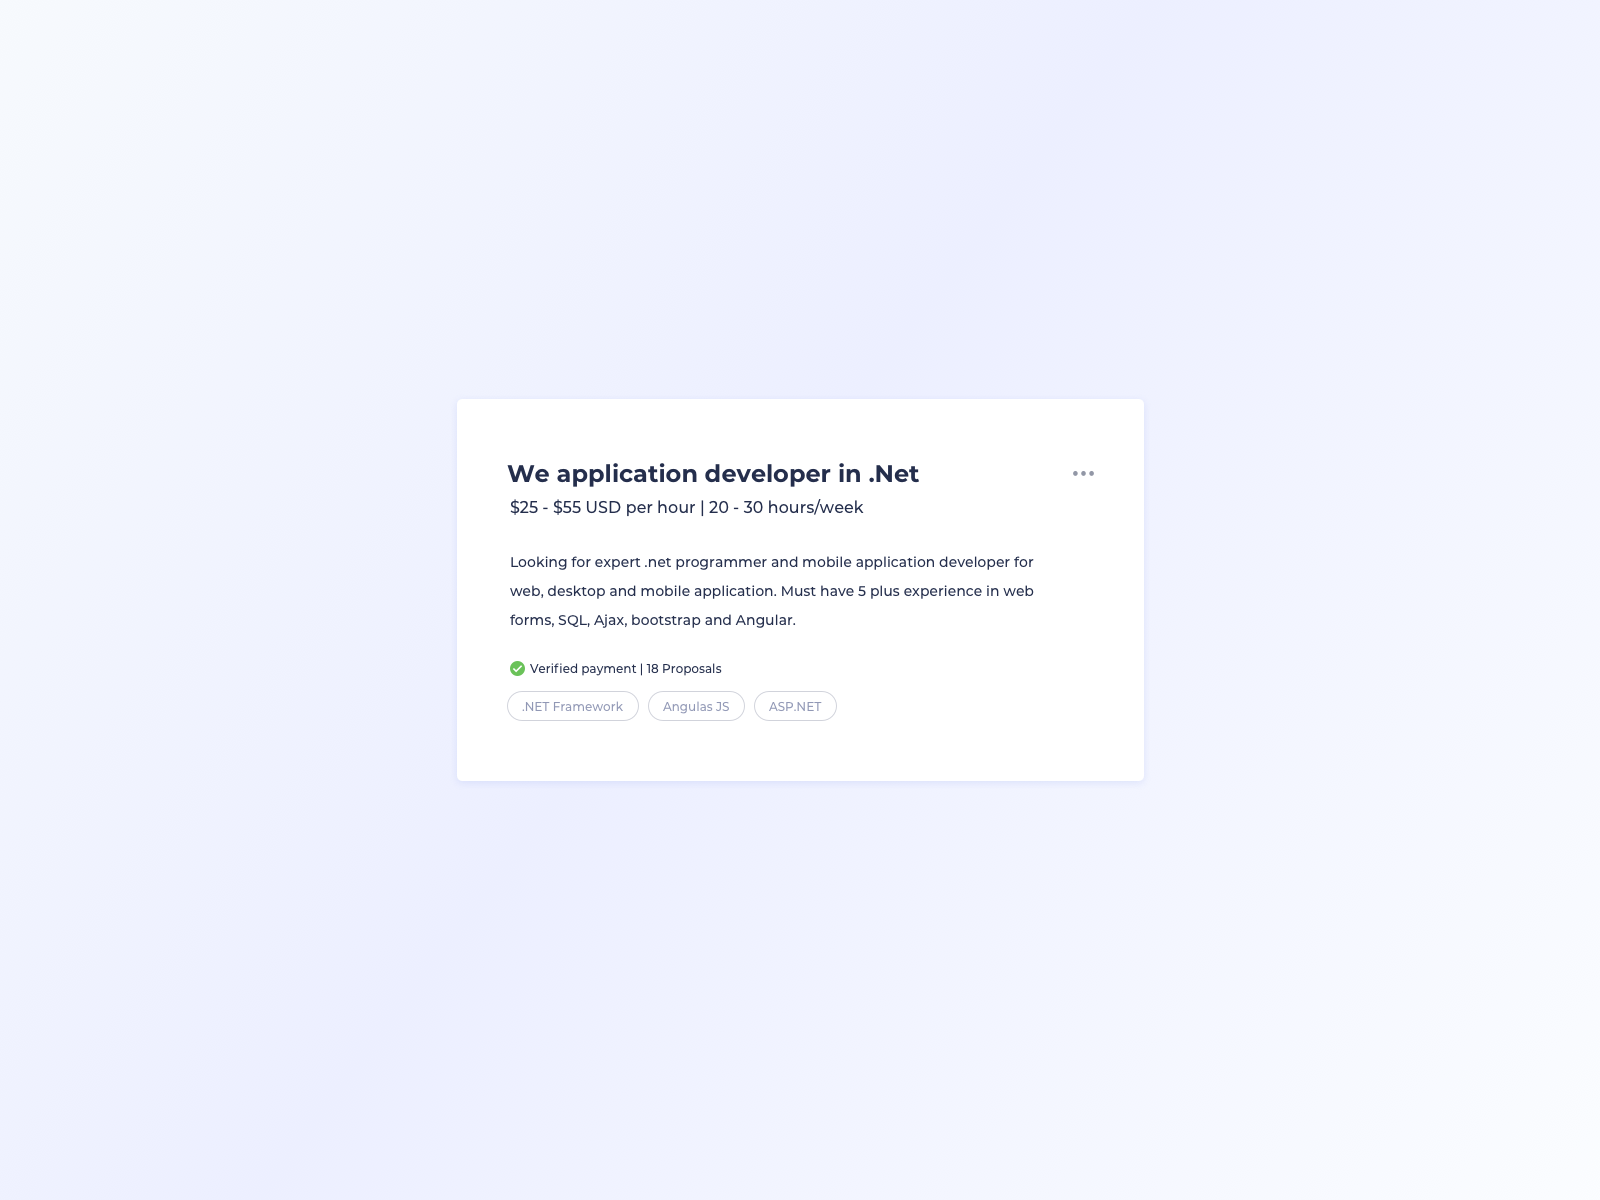 We application developer in .Net
$25 - $55 USD per hour | 20 - 30 hours/week
Looking for expert .net programmer and mobile application developer for
web, desktop and mobile application. Must have 5 plus experience in web
forms, SQL, Ajax, bootstrap and Angular.
Verified payment | 18 Proposals
.NET Framework
Angulas JS
ASP.NET